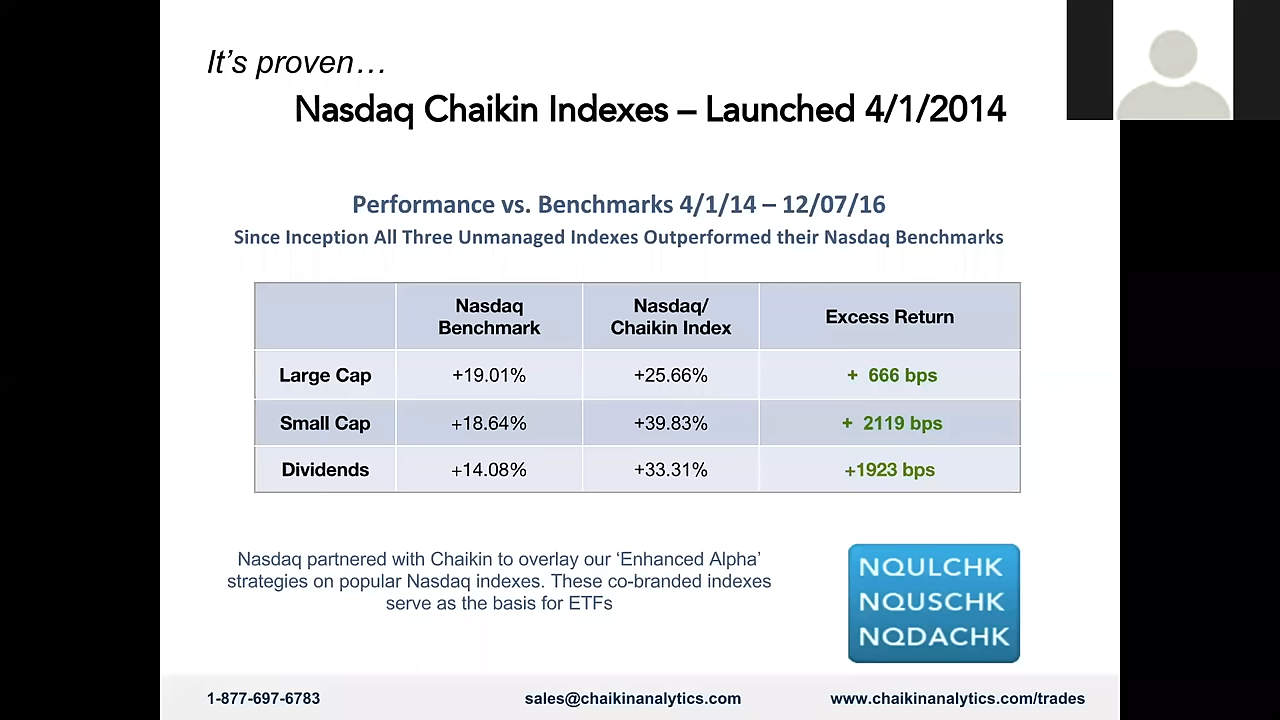 It's proven…
Nasdaq Chaikin Indexes – Launched 4/1/2014
Performance vs. Benchmarks 4/1/14 – 12/07/16
Since Inception All Three Unmanaged Indexes Outperformed their Nasdaq Benchmarks
Nasdaq Benchmark Nasdaq/ Chaikin Index Excess Return
Large Cap +19.01% +25.66% + 666 bps
Small Cap +18.64% +39.83% + 2119 bps
Dividends +14.08% +33.31% +1923 bps
Nasdaq partnered with Chaikin to overlay our ‘Enhanced Alpha’
strategies on popular Nasdaq indexes. These co-branded indexes
serve as the basis for ETFs
NQULCHK
NQUSCHK
NQDACHK
1-877-697-6783 sales@chaikinanalytics.com www.chaikinanalytics.com/trades